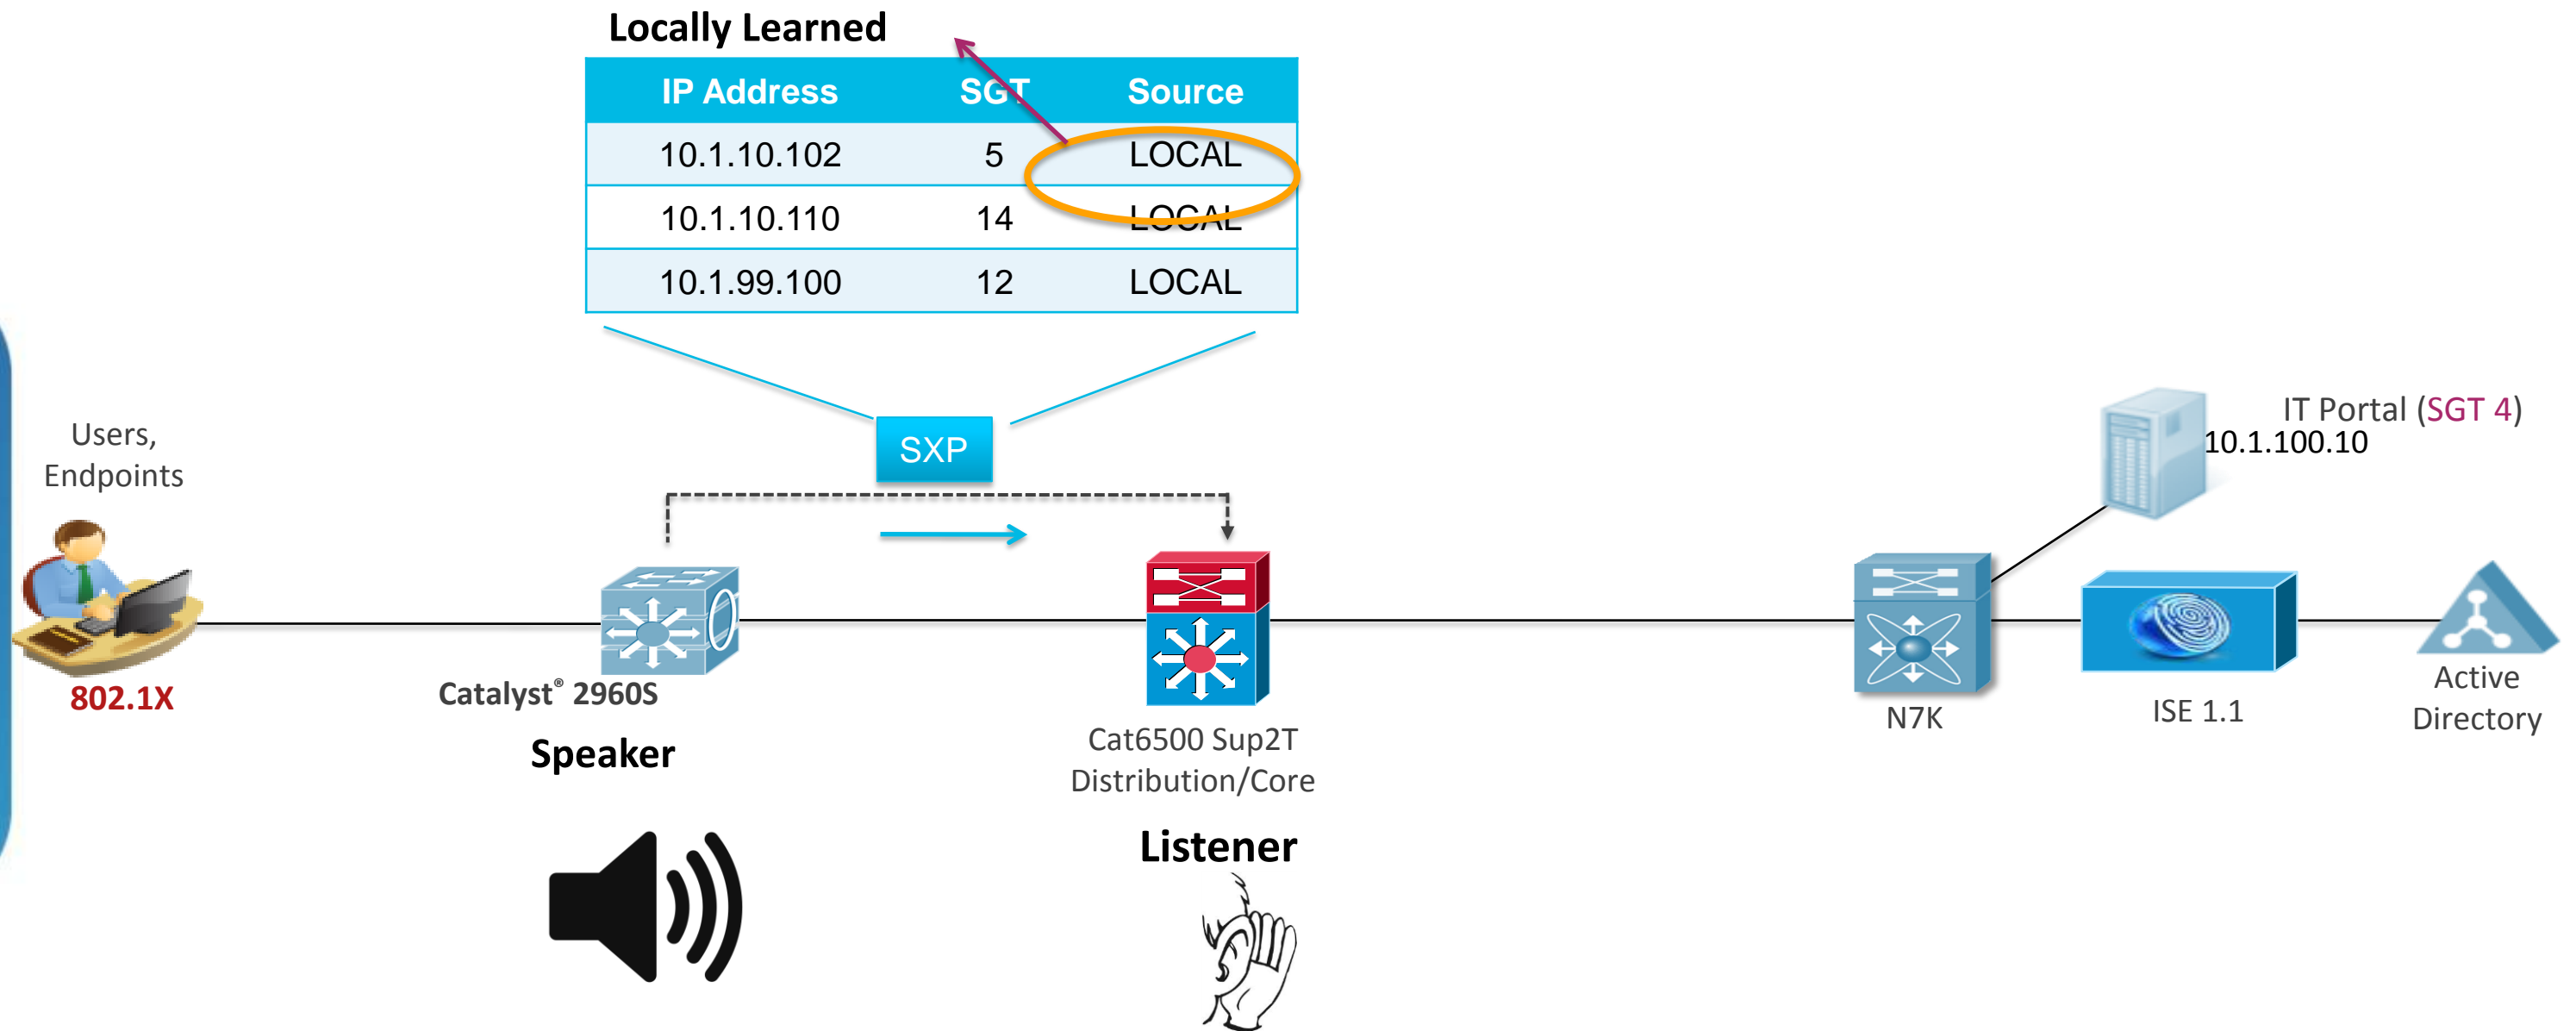 Locally Learned
IP Address SGT Source
10.1.10.102 5 LOCAL
10.1.10.110 14 LOCAL
10.1.99.100 12 LOCAL
SXP
Users,
Endpoints
802.1X
Catalyst® 2960S
Speaker
Cat6500 Sup2T
Distribution/Core
Listener
IT Portal (SGT 4)
10.1.100.10
N7K
ISE 1.1
Active
Directory